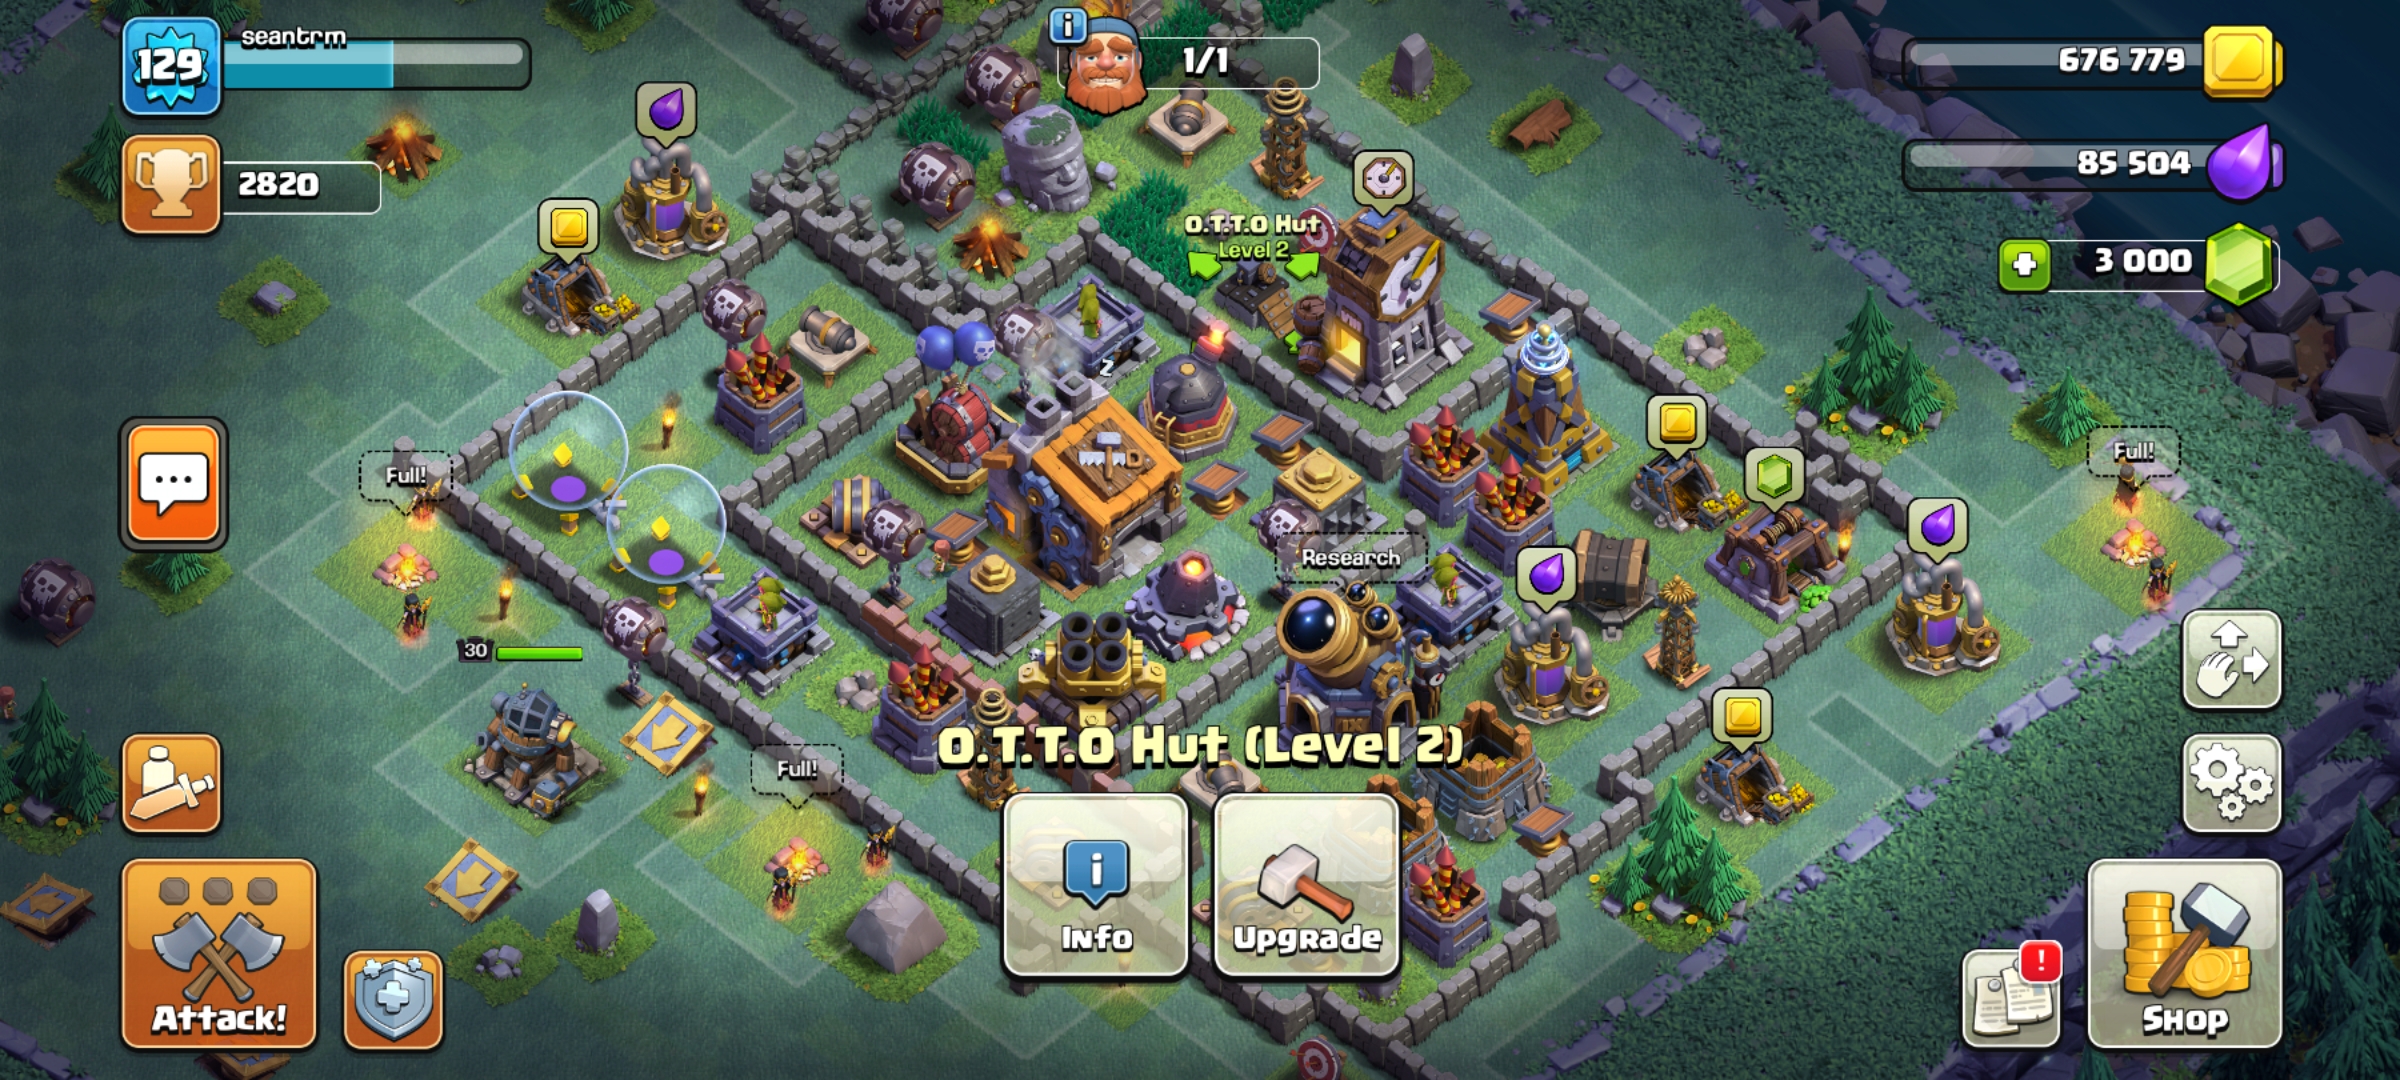 129
seantrm
1/1
676 779
2820
85 504
3 000
O.T.T.O Hut
Level 2
z
Full!
Full!
Research
30
Full!
O.T.T.O Hut (Level 2)
Info
Upgrade
Attack!
!
Shop